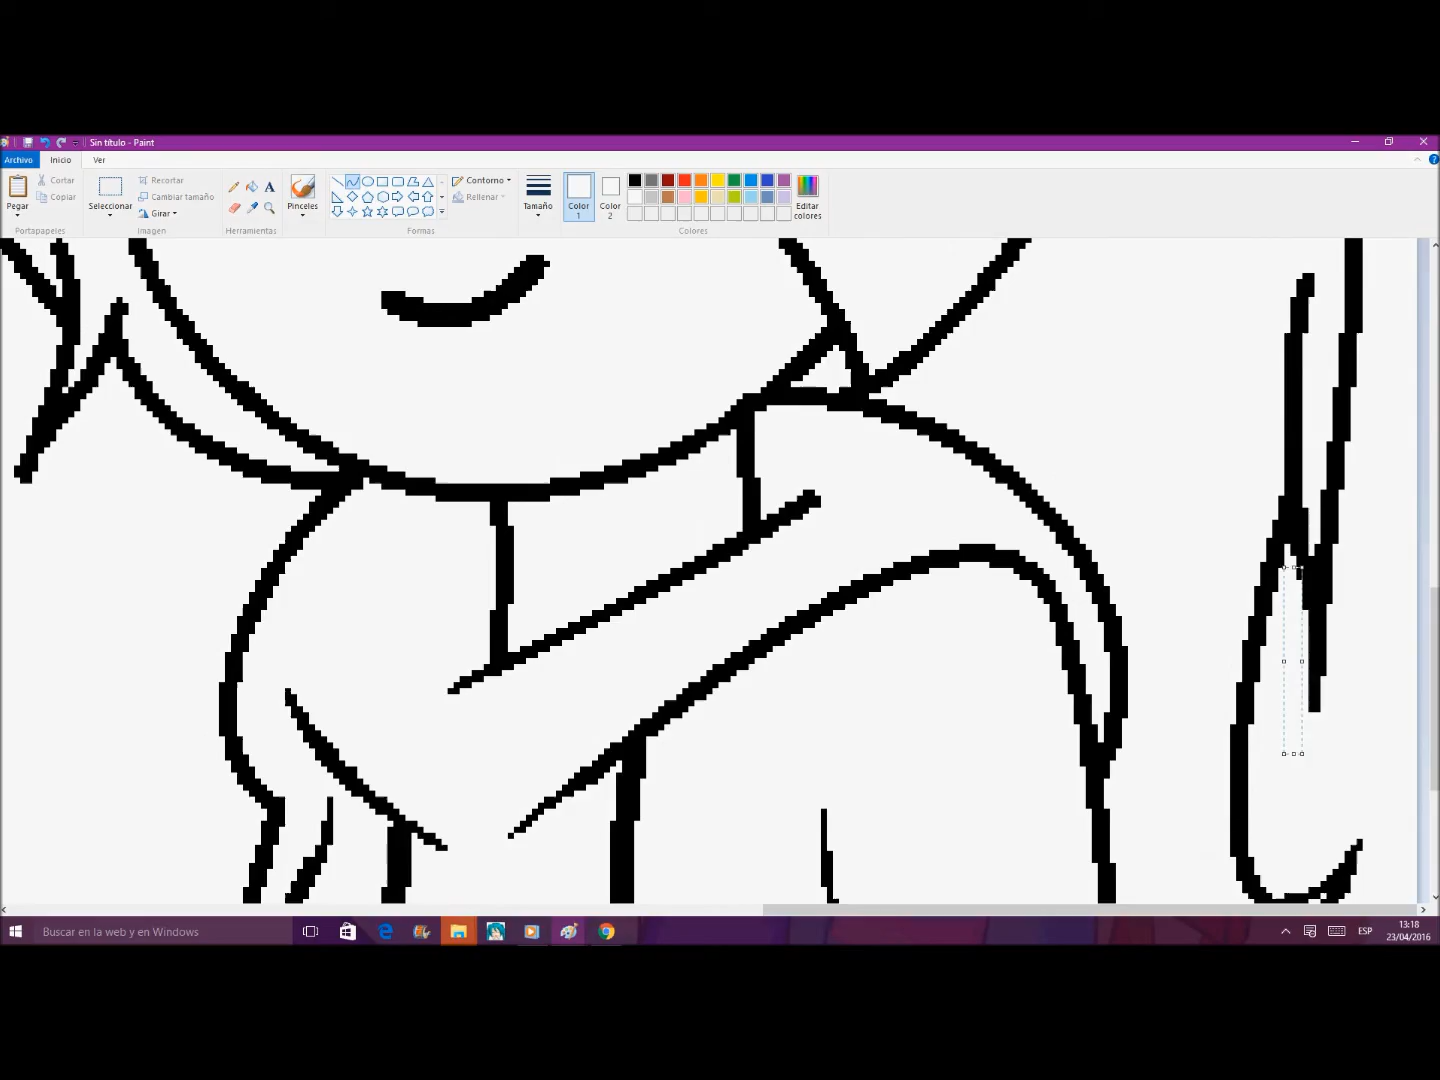 Sin título - Paint
Archivo Inicio Ver
Pegar
Cortar
Copiar
Portapapeles
Seleccionar
Recortar
Cambiar tamaño
Girar
Imagen
A
Herramientas
Pinceles
Contorno
Rellenar
Formas
Tamaño
Color
1
Color
2
Editar
colores
Colores
Buscar en la web y en Windows
ESP
13:18
23/04/2016